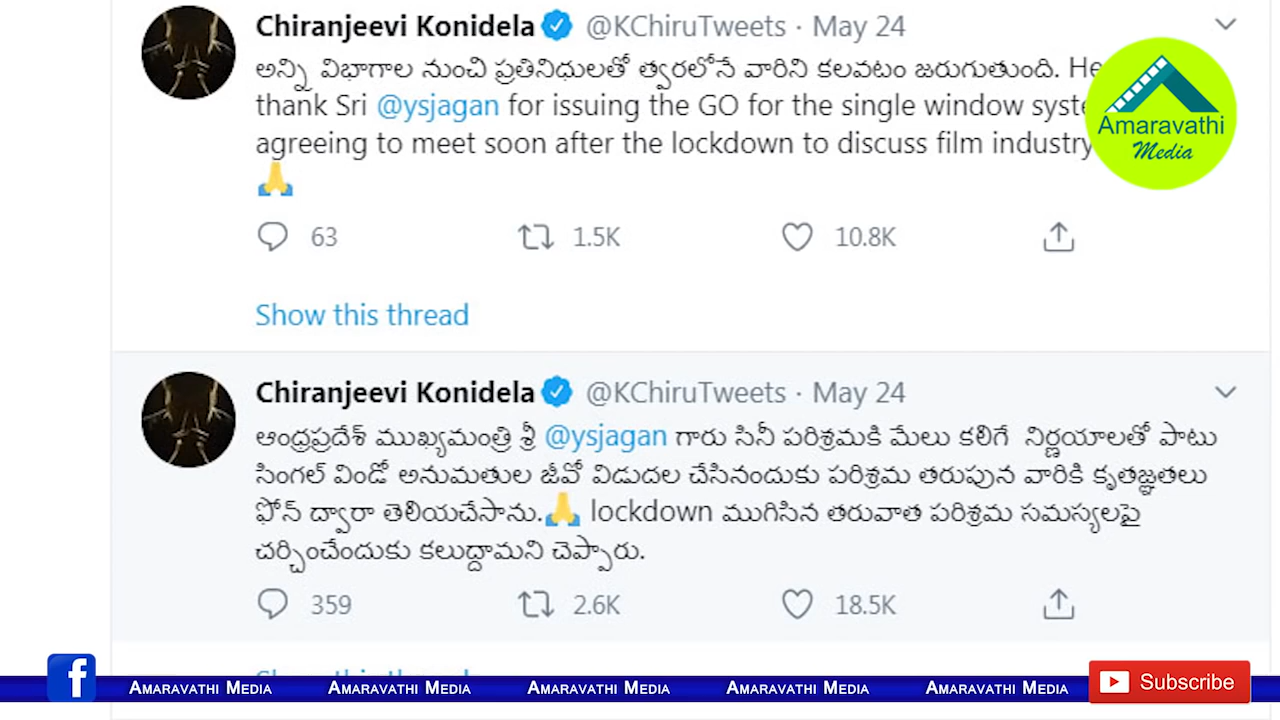 Chiranjeevi Konidela @KChiruTweets · May 24
అన్ని విభాగాల నుంచి ప్రతినిధులతో త్వరలోనే వారిని కలవటం జరుగుతుంది.
thank Sri @ysjagan for issuing the GO for the single window
agreeing to meet soon after the lockdown to discuss film industry
🙏
63 1.5K 10.8K
Show this thread
Chiranjeevi Konidela @KChiruTweets · May 24
ఆంధ్రప్రదేశ్ ముఖ్యమంత్రి శ్రీ @ysjagan గారు సినీ పరిశ్రమకి మేలు కలిగే నిర్ణయాలతో పాటు
సింగల్ విండో అనుమతుల జీవో విడుదల చేసినందుకు పరిశ్రమ తరుపున వారికి కృతజ్ఞతలు
ఫ఼ోన్ ద్వారా తెలియచేసాను.🙏 lockdown ముగిసిన తరువాత పరిశ్రమ సమస్యలపై
చర్చించేందుకు కలుద్దామని చెప్పారు.
359 2.6K 18.5K
Amaravathi
Media
f Amaravathi Media Amaravathi Media Amaravathi Media Amaravathi Media Amaravathi Media Subscribe